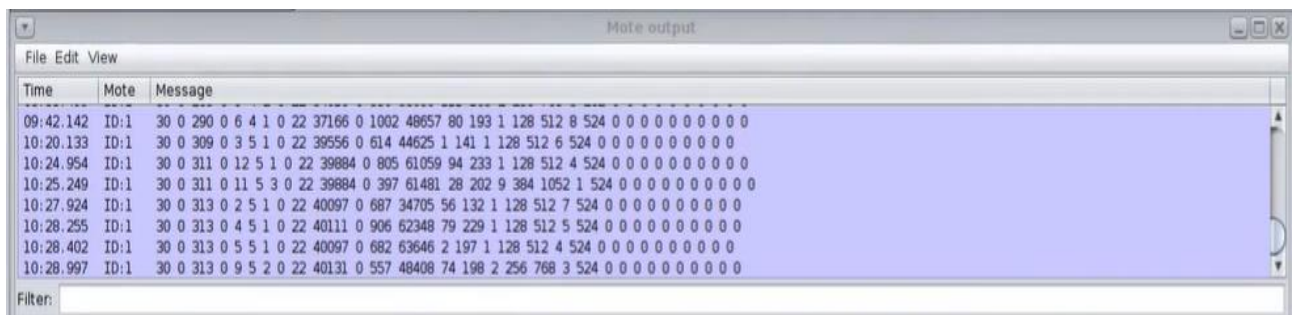 Mote output
File Edit View
Time Mote Message
09:42.142 ID:1 30 0 290 0 6 4 1 0 22 37166 0 1002 48657 80 193 1 128 512 8 524 0 0 0 0 0 0 0 0 0 0
10:20.133 ID:1 30 0 309 0 3 5 1 0 22 39556 0 614 44625 1 141 1 128 512 6 524 0 0 0 0 0 0 0 0 0 0
10:24.954 ID:1 30 0 311 0 12 5 1 0 22 39884 0 805 61059 94 233 1 128 512 4 524 0 0 0 0 0 0 0 0 0 0
10:25.249 ID:1 30 0 311 0 11 5 3 0 22 39884 0 397 61481 28 202 9 384 1052 1 524 0 0 0 0 0 0 0 0 0 0
10:27.924 ID:1 30 0 313 0 2 5 1 0 22 40097 0 687 34705 56 132 1 128 512 7 524 0 0 0 0 0 0 0 0 0 0
10:28.255 ID:1 30 0 313 0 4 5 1 0 22 40111 0 906 62348 79 229 1 128 512 5 524 0 0 0 0 0 0 0 0 0 0
10:28.402 ID:1 30 0 313 0 5 5 1 0 22 40097 0 682 63646 2 197 1 128 512 4 524 0 0 0 0 0 0 0 0 0 0
10:28.997 ID:1 30 0 313 0 9 5 2 0 22 40131 0 557 48408 74 198 2 256 768 3 524 0 0 0 0 0 0 0 0 0 0
Filter: